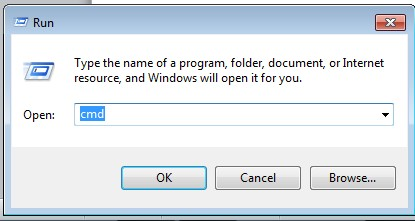 Run
Type the name of a program, folder, document, or Internet
resource, and Windows will open it for you.
Open: cmd
OK Cancel Browse...